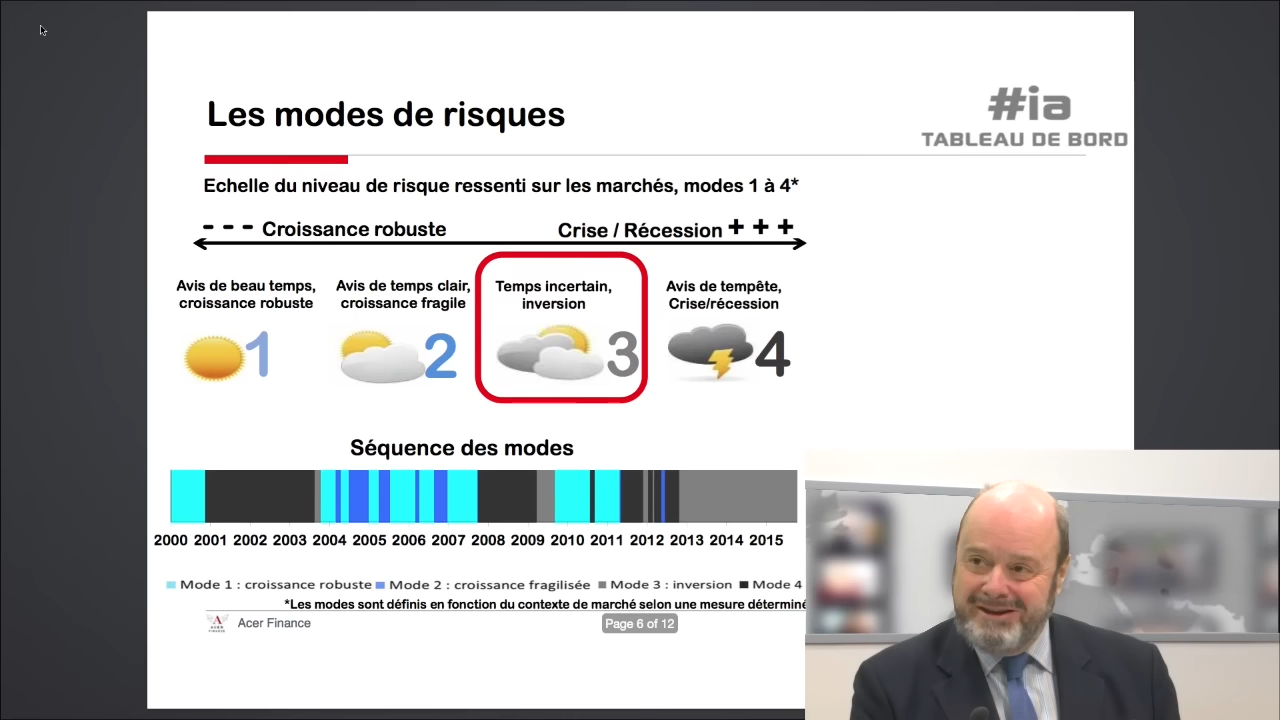 #ia
TABLEAU DE BORD
Les modes de risques
Echelle du niveau de risque ressenti sur les marchés, modes 1 à 4*
- - - Croissance robuste
Crise / Récession + + +
Avis de beau temps,
croissance robuste
1
Avis de temps clair,
croissance fragile
2
Temps incertain,
inversion
3
Avis de tempête,
Crise/récession
4
Séquence des modes
2000 2001 2002 2003 2004 2005 2006 2007 2008 2009 2010 2011 2012 2013 2014 2015
Mode 1 : croissance robuste Mode 2 : croissance fragilisée Mode 3 : inversion Mode 4
*Les modes sont définis en fonction du contexte de marché selon une mesure déterminé
A
ACER
FINANCE
Acer Finance
Page 6 of 12